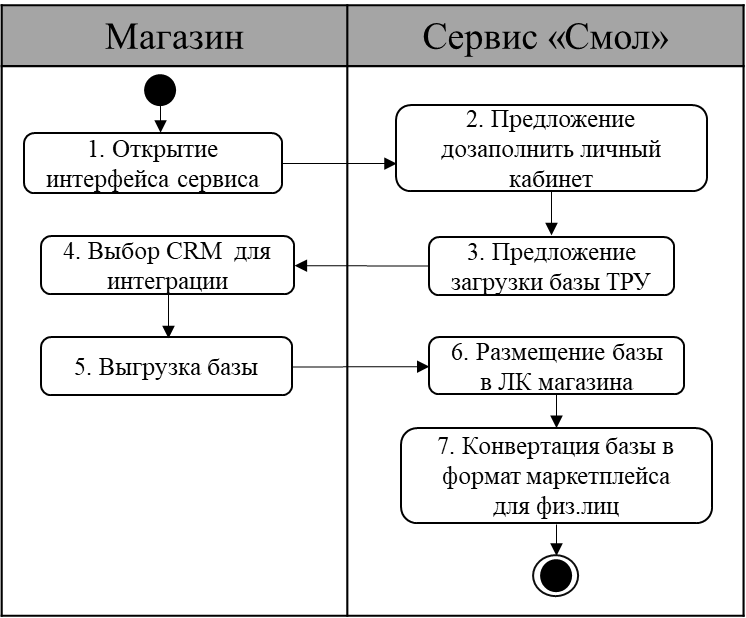 Магазин
Сервис «Смол»
1. Открытие
интерфейса сервиса
2. Предложение
дозаполнить личный
кабинет
3. Предложение
загрузки базы ТРУ
4. Выбор CRM для
интеграции
5. Выгрузка базы
6. Размещение базы
в ЛК магазина
7. Конвертация базы в
формат маркетплейса
для физ.лиц